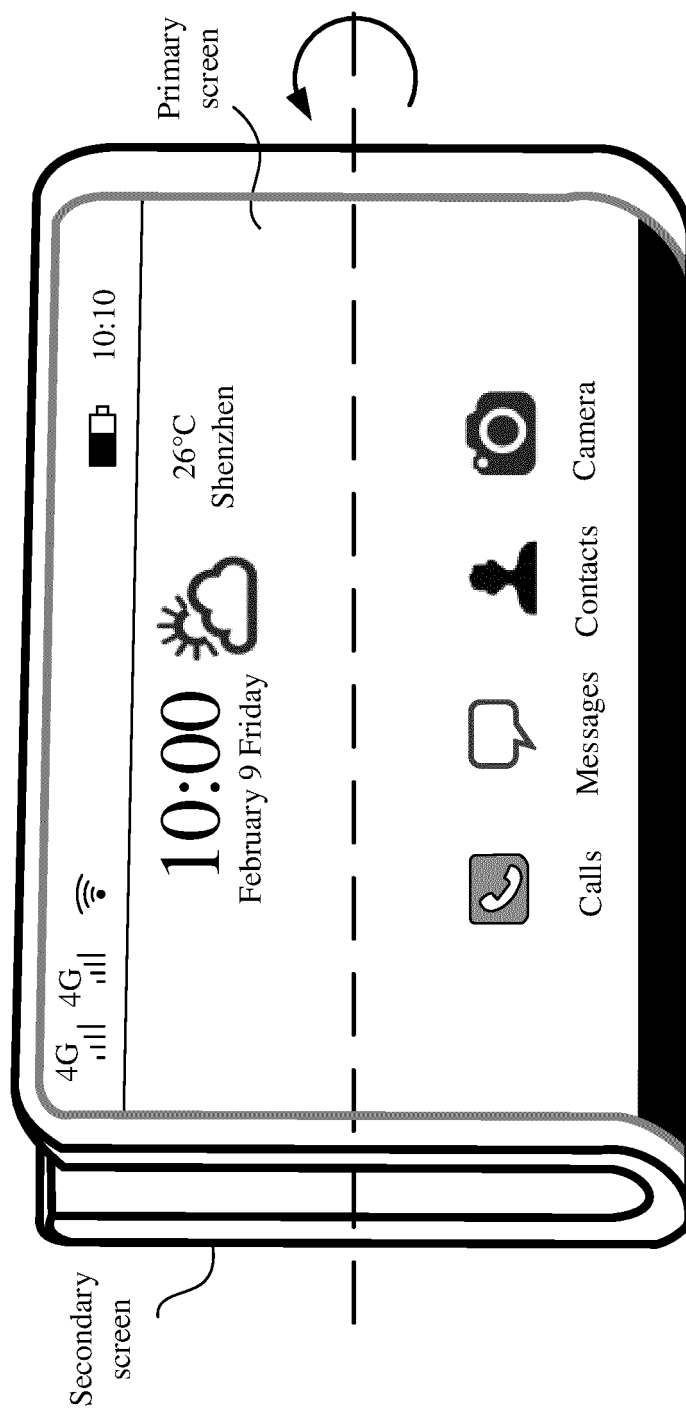 Secondary
screen
Primary
screen
4G
4G
10:10
10:00
February 9 Friday
26°C
Shenzhen
Calls
Messages
Contacts
Camera